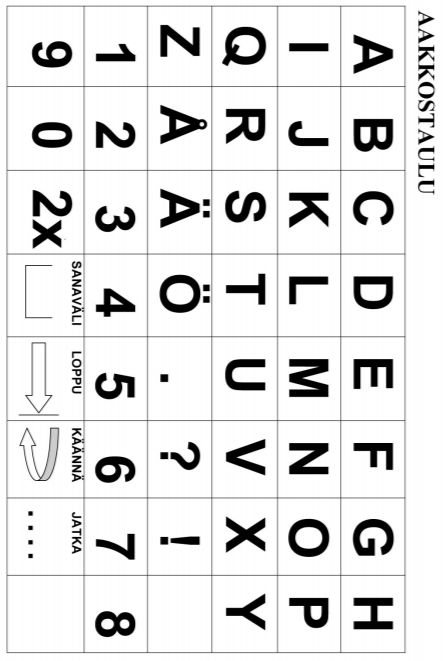 AAKKOSTAULU
A B C D E F G H
I J K L M N O P
Q R S T U V X Y
Z Å Ä Ö . ? !
1 2 3 4 5 6 7 8
9 0 2x SANAVÄLI LOPPU KÄÄNNÄ JATKA
....